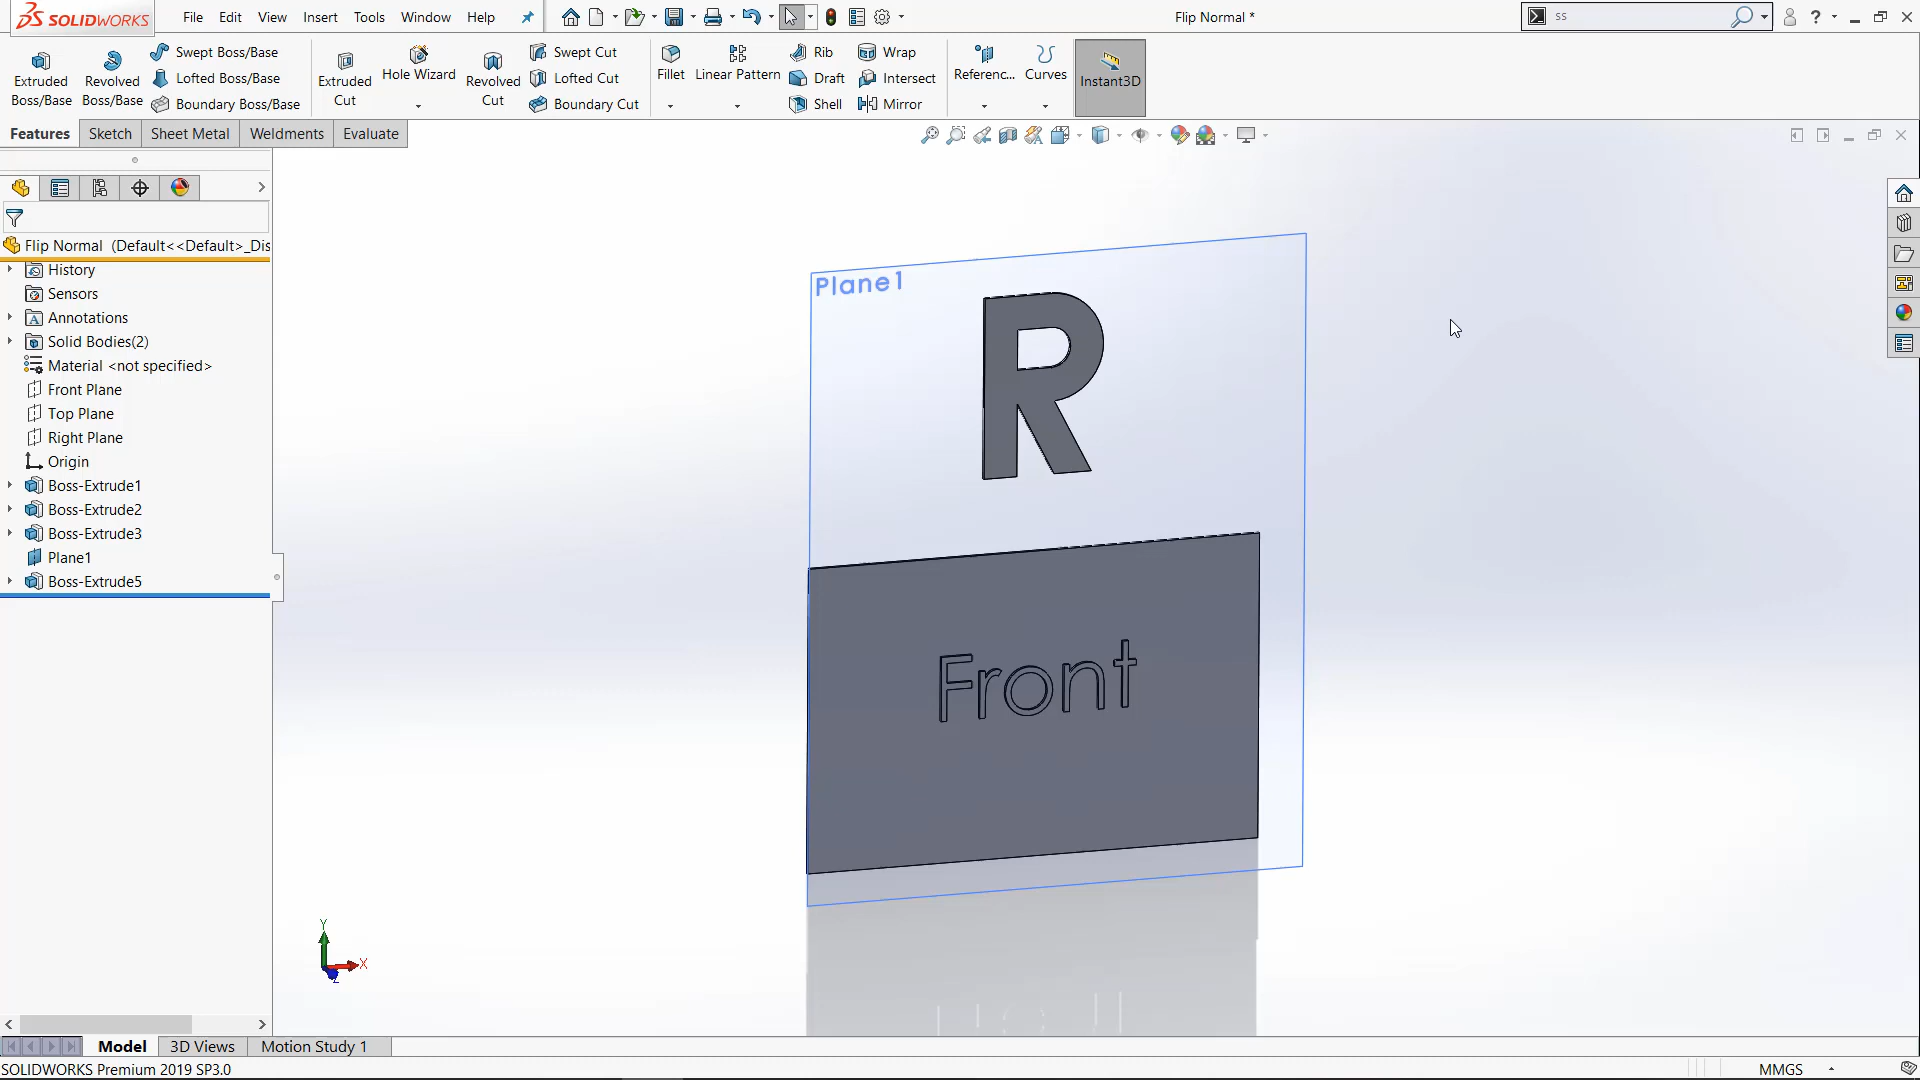 SOLIDWORKS File Edit View Insert Tools Window Help Flip Normal * ss
Extruded Boss/Base
Revolved Boss/Base
Swept Boss/Base
Lofted Boss/Base
Boundary Boss/Base
Extruded Cut
Hole Wizard
Revolved Cut
Swept Cut
Lofted Cut
Boundary Cut
Fillet
Linear Pattern
Rib
Draft
Shell
Wrap
Intersect
Mirror
Referenc...
Curves
Instant3D
Features Sketch Sheet Metal Weldments Evaluate
Flip Normal (Default<<Default>_Dis
History
Sensors
Annotations
Solid Bodies(2)
Material <not specified>
Front Plane
Top Plane
Right Plane
Origin
Boss-Extrude1
Boss-Extrude2
Boss-Extrude3
Plane1
Boss-Extrude5
Plane1
R
Front
Y
X
Z
Model 3D Views Motion Study 1
SOLIDWORKS Premium 2019 SP3.0 MMGS